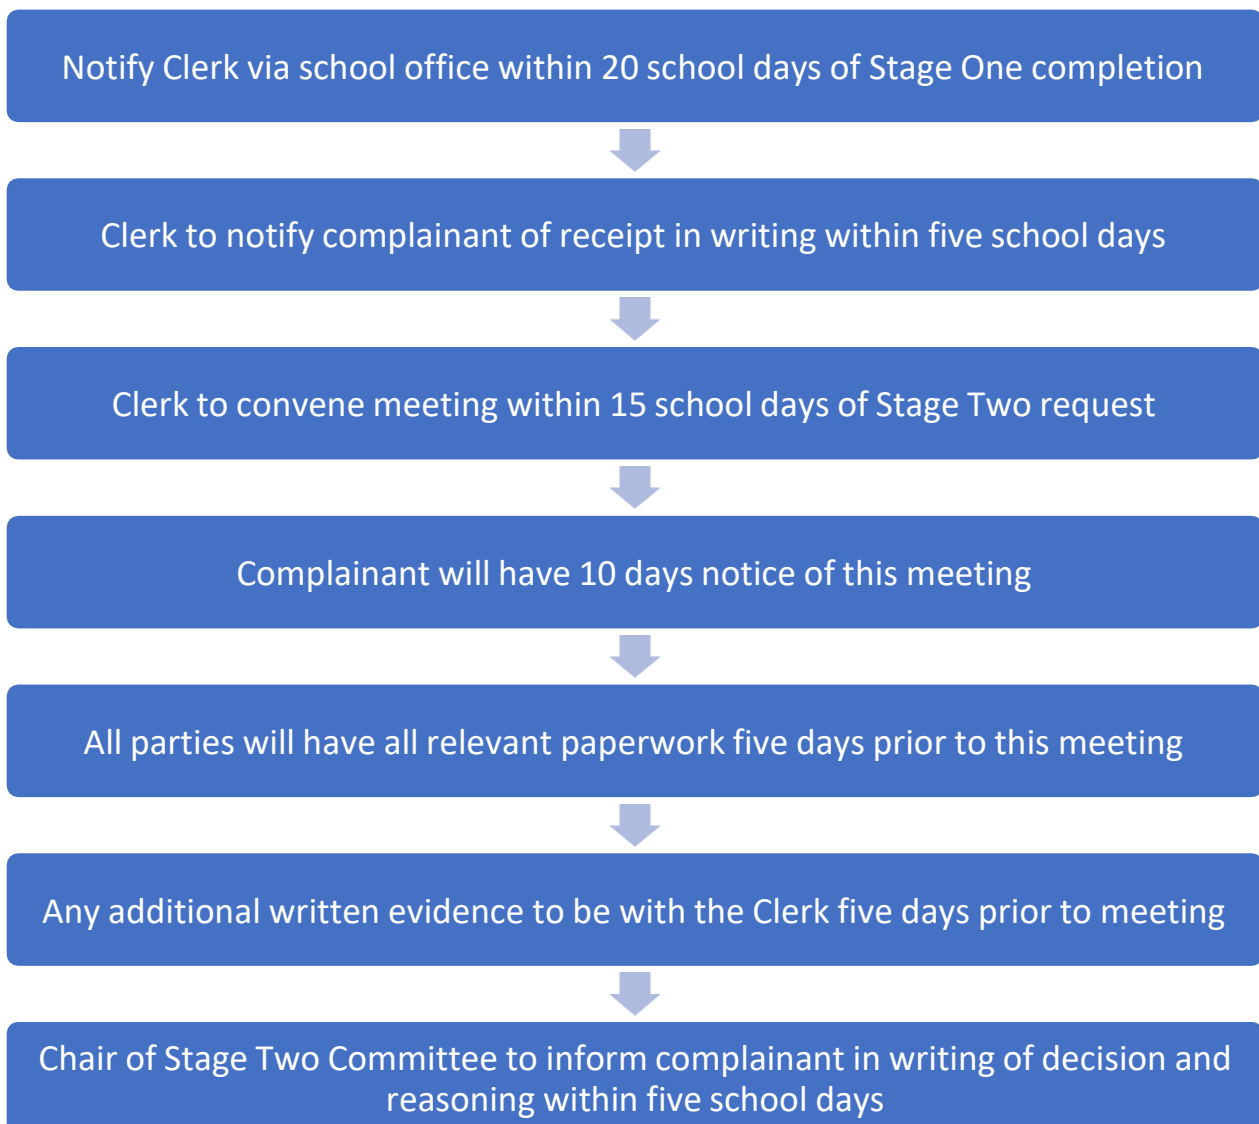 Notify Clerk via school office within 20 school days of Stage One completion
Clerk to notify complainant of receipt in writing within five school days
Clerk to convene meeting within 15 school days of Stage Two request
Complainant will have 10 days notice of this meeting
All parties will have all relevant paperwork five days prior to this meeting
Any additional written evidence to be with the Clerk five days prior to meeting
Chair of Stage Two Committee to inform complainant in writing of decision and
reasoning within five school days